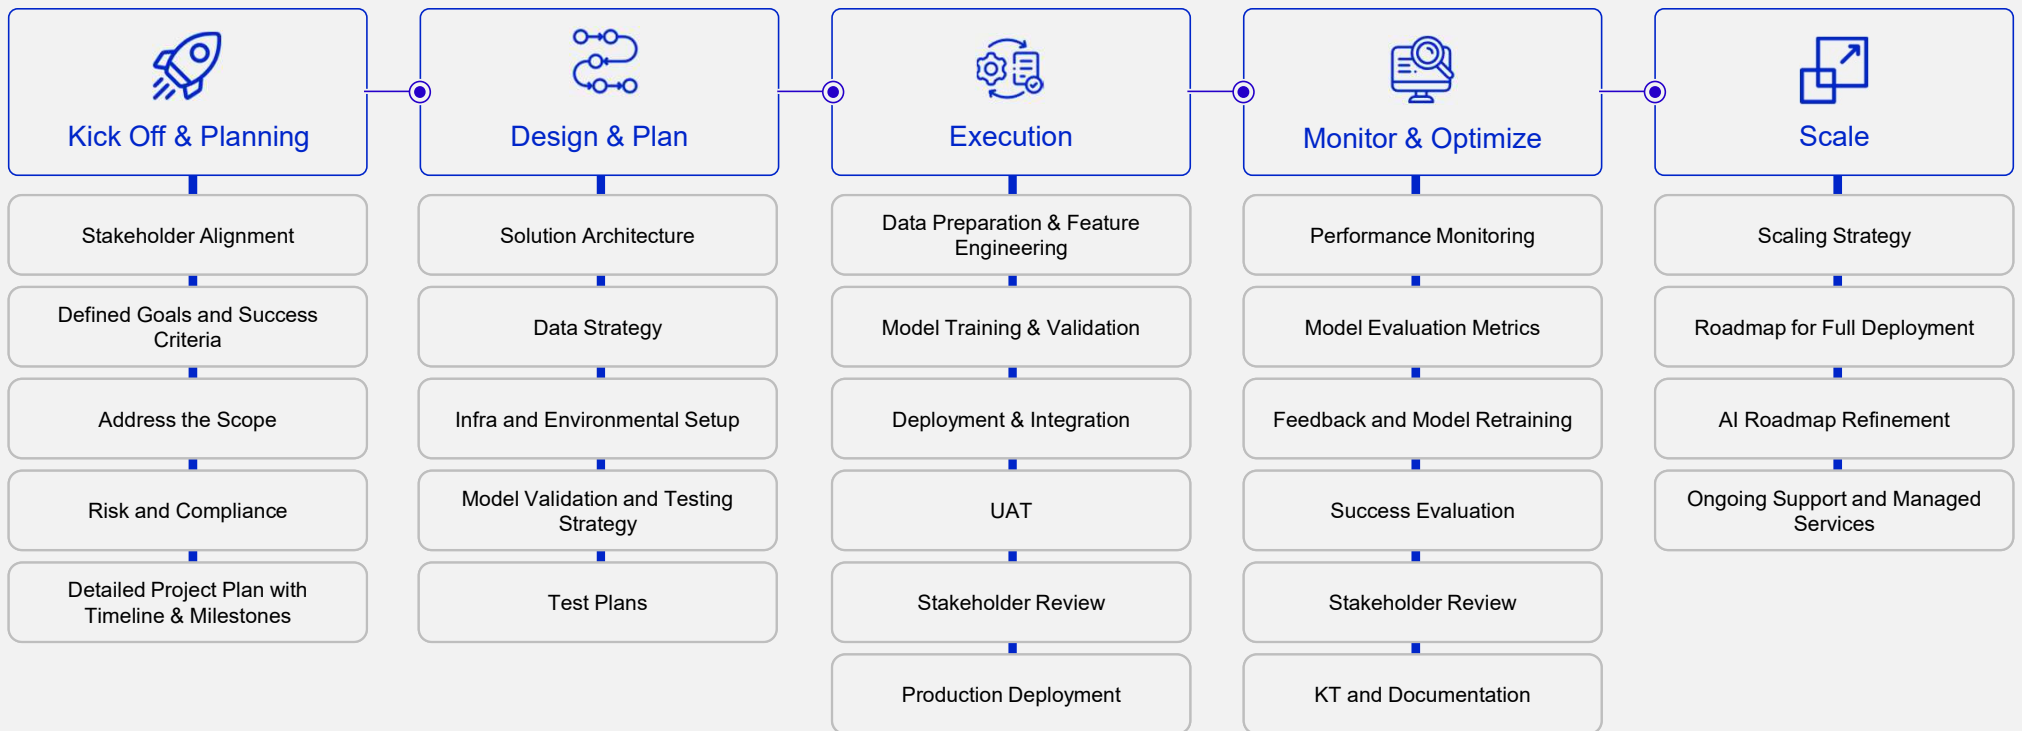 Kick Off & Planning
Stakeholder Alignment
Defined Goals and Success
Criteria
Address the Scope
Risk and Compliance
Detailed Project Plan with
Timeline & Milestones
Design & Plan
Solution Architecture
Data Strategy
Infra and Environmental Setup
Model Validation and Testing
Strategy
Test Plans
Execution
Data Preparation & Feature
Engineering
Model Training & Validation
Deployment & Integration
UAT
Stakeholder Review
Production Deployment
Monitor & Optimize
Performance Monitoring
Model Evaluation Metrics
Feedback and Model Retraining
Success Evaluation
Stakeholder Review
KT and Documentation
Scale
Scaling Strategy
Roadmap for Full Deployment
AI Roadmap Refinement
Ongoing Support and Managed
Services